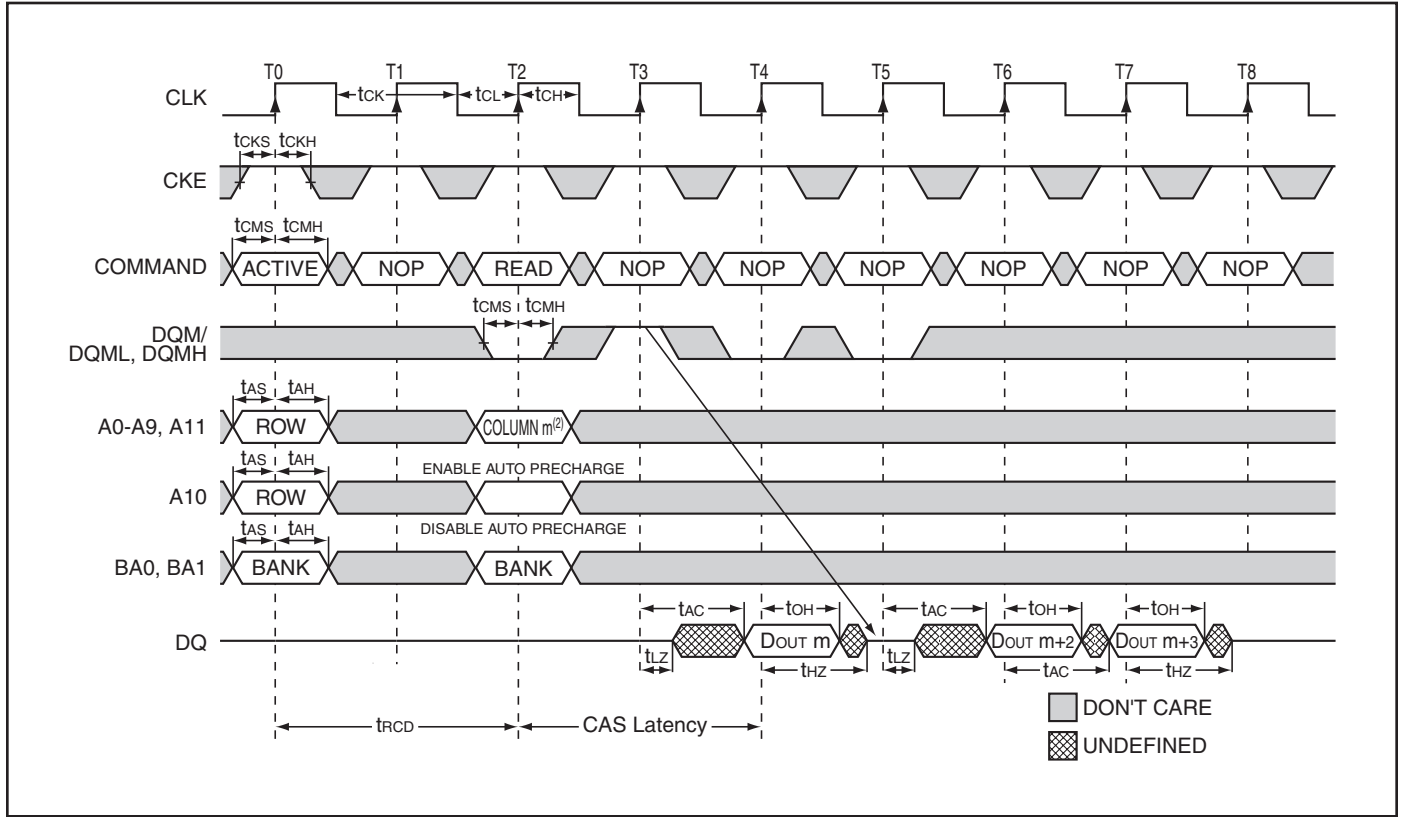 T0 T1 T2 T3 T4 T5 T6 T7 T8
CLK tCK tCL tCH
tCKS tCKH
CKE
tCMS tCMH
COMMAND ACTIVE NOP READ NOP NOP NOP NOP NOP NOP
tCMS tCMH
DQM/
DQML, DQMH
tAS tAH
A0-A9, A11 ROW COLUMN m(2)
tAS tAH ENABLE AUTO PRECHARGE
A10 ROW
tAS tAH DISABLE AUTO PRECHARGE
BA0, BA1 BANK BANK
tAC tOH tAC tOH tOH
DQ DOUT m DOUT m+2 DOUT m+3
tLZ tHZ tLZ tAC tHZ
tRCD CAS Latency
DON'T CARE
UNDEFINED